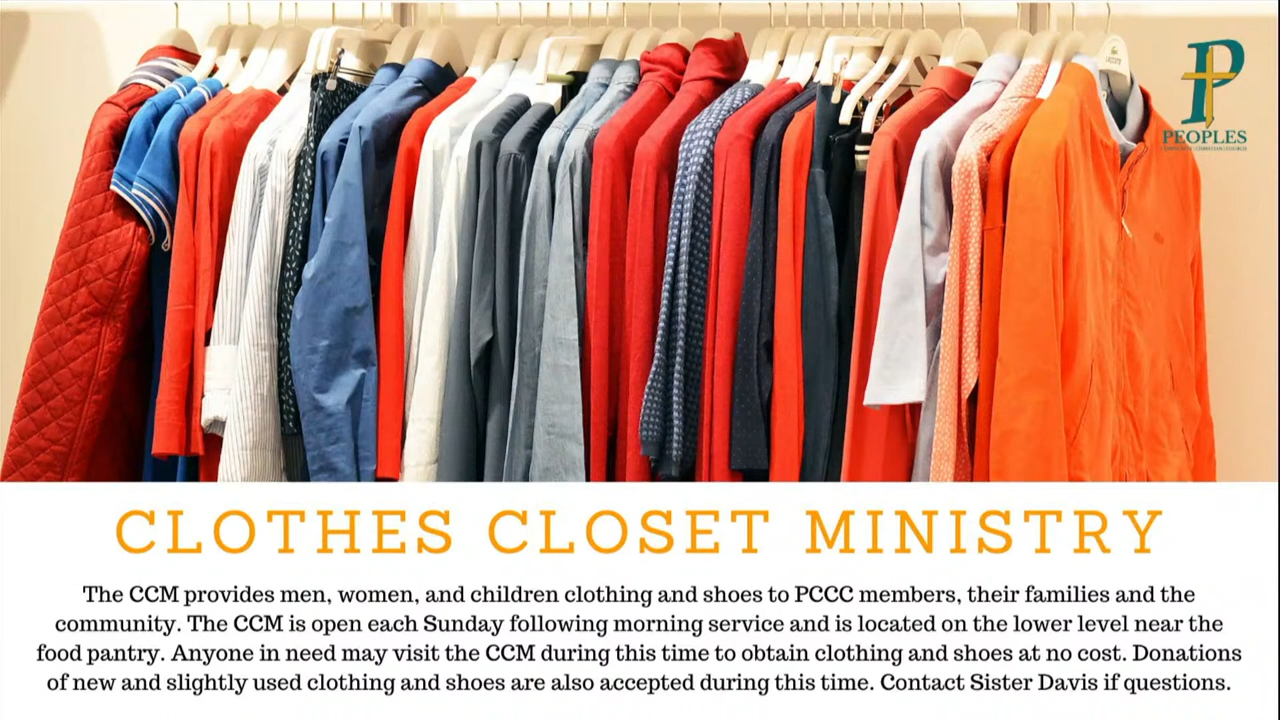 PEOPLES
CLOTHES CLOSET MINISTRY
The CCM provides men, women, and children clothing and shoes to PCCC members, their families and the
community. The CCM is open each Sunday following morning service and is located on the lower level near the
food pantry. Anyone in need may visit the CCM during this time to obtain clothing and shoes at no cost. Donations
of new and slightly used clothing and shoes are also accepted during this time. Contact Sister Davis if questions.